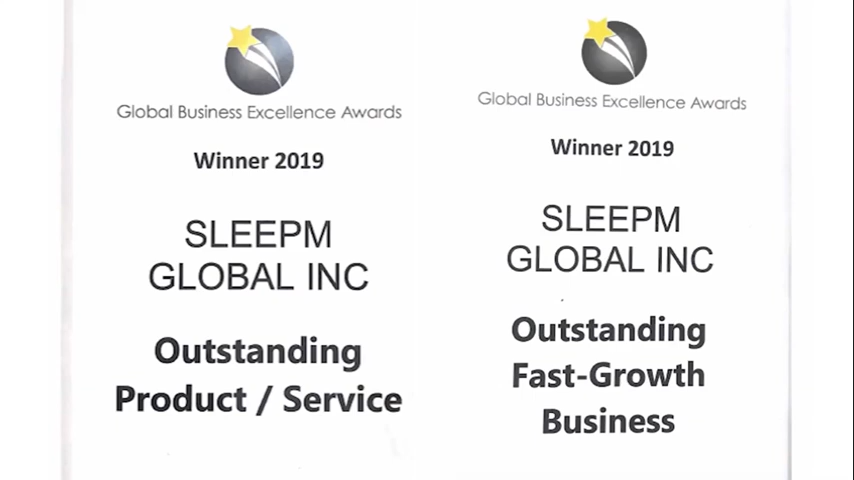 Global Business Excellence Awards
Winner 2019
SLEEPM
GLOBAL INC
Outstanding
Product / Service
Global Business Excellence Awards
Winner 2019
SLEEPM
GLOBAL INC
Outstanding
Fast-Growth
Business